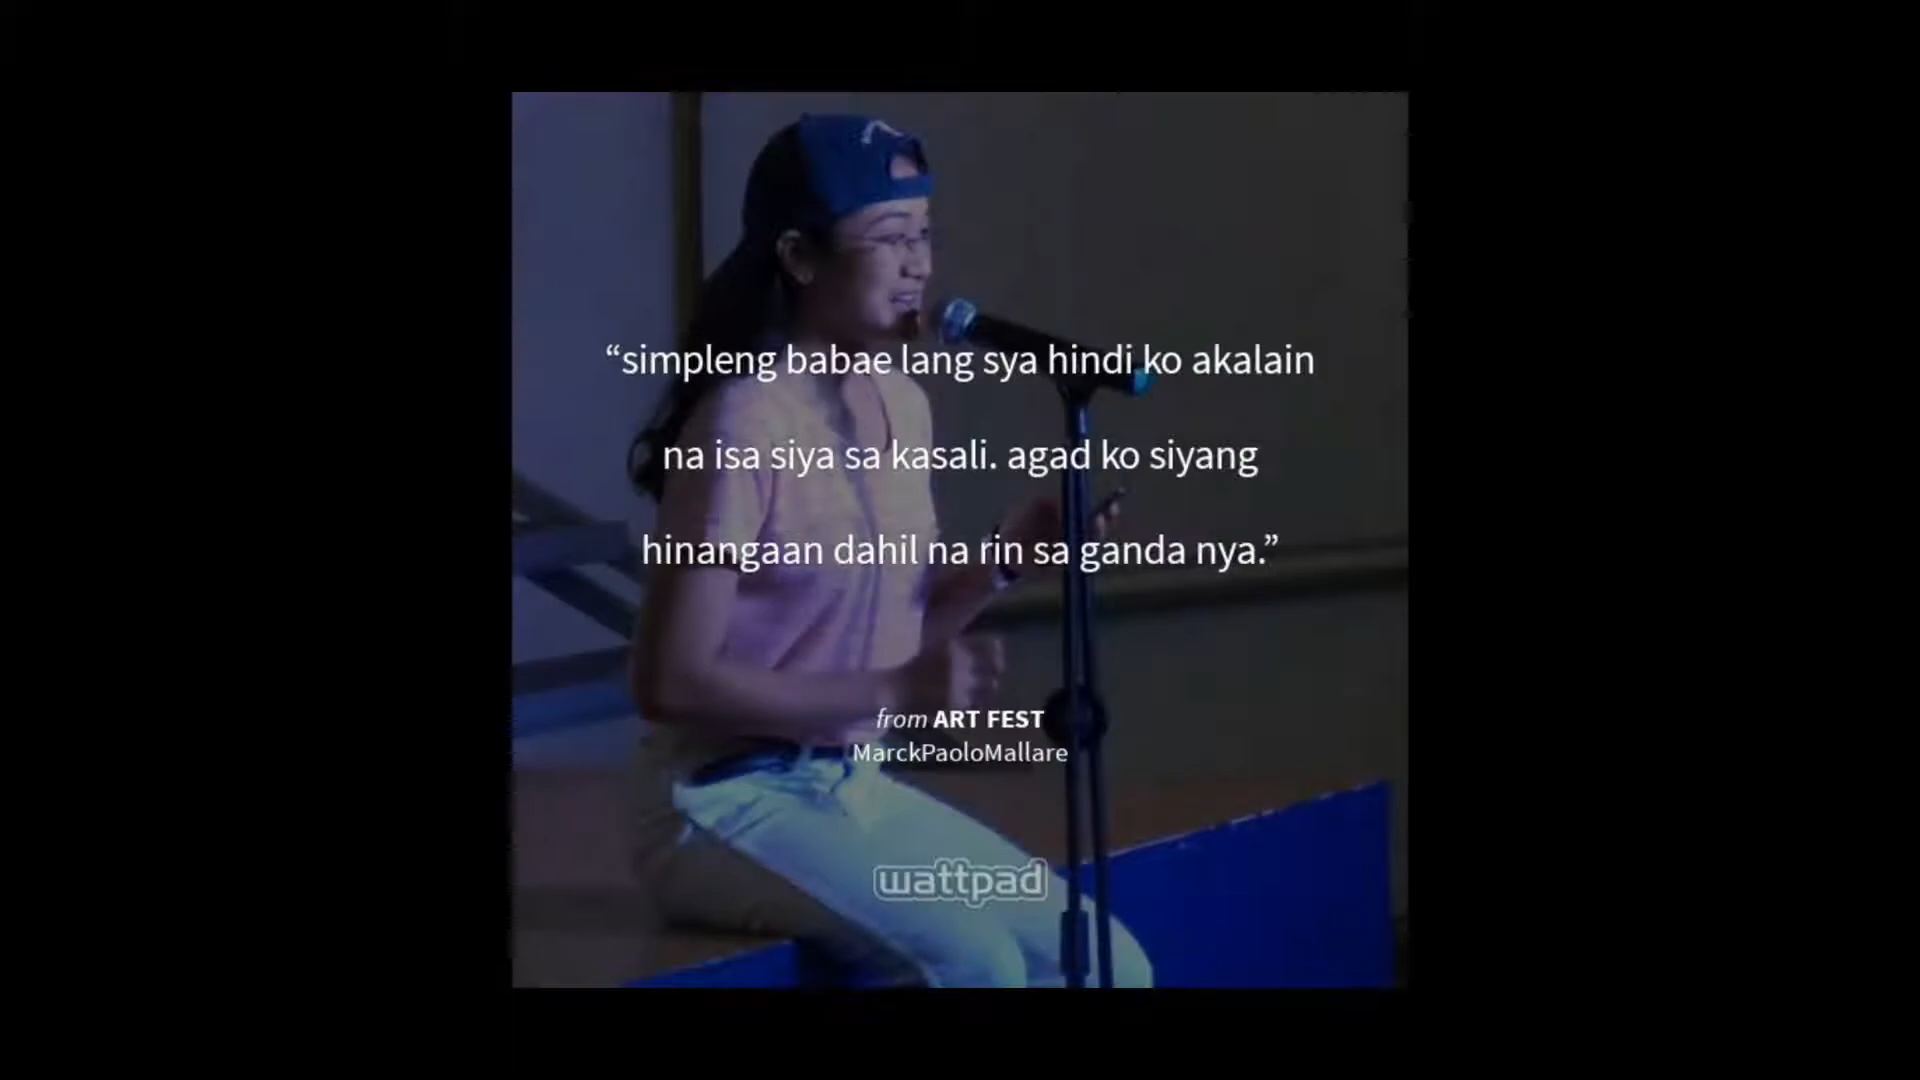 “simpleng babae lang sya hindi ko akalain
na isa siya sa kasali. agad ko siyang
hinangaan dahil na rin sa ganda nya.”
from ART FEST
MarckPaoloMallare
wattpad